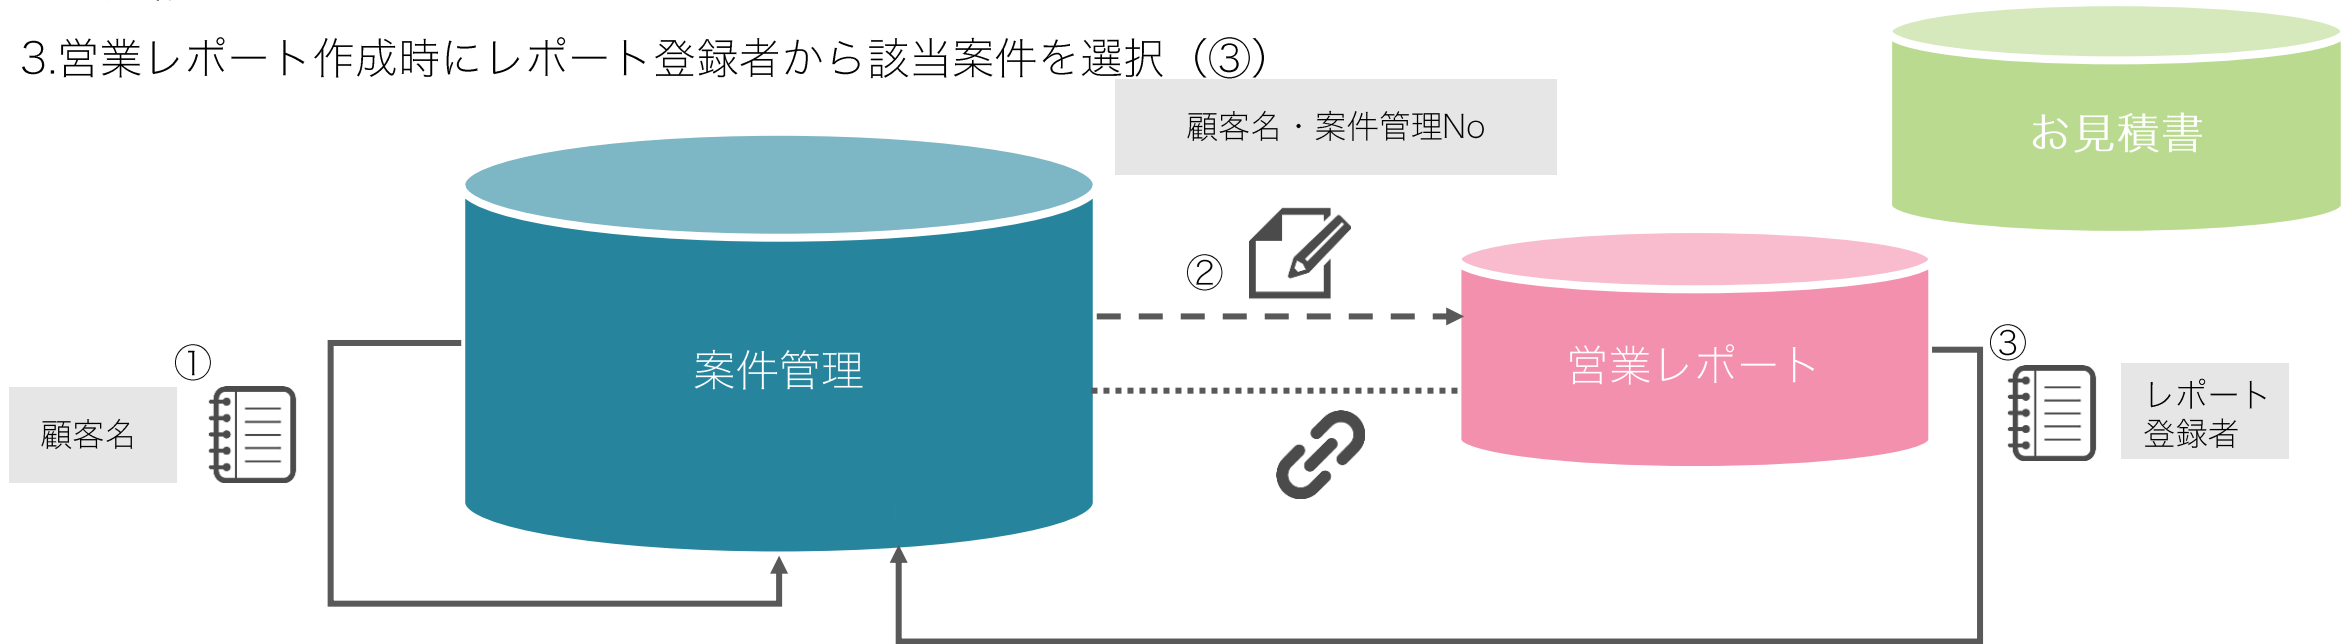 3.営業レポート作成時にレポート登録者から該当案件を選択（③）
顧客名・案件管理No
お見積書
②
③
①
案件管理
営業レポート
顧客名
レポート
登録者